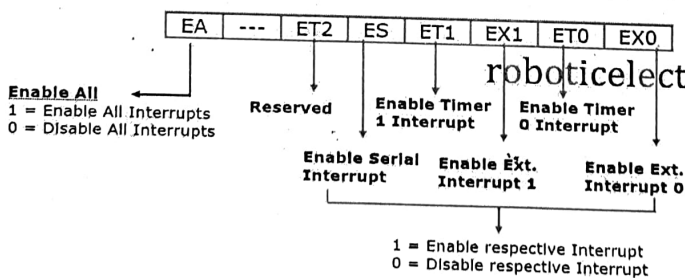 EA --- ET2 ES ET1 EX1 ET0 EX0
roboticelect
Enable All
1 = Enable All Interrupts
0 = Disable All Interrupts
Reserved
Enable Timer
1 Interrupt
Enable Timer
0 Interrupt
Enable Serial
Interrupt
Enable Ext.
Interrupt 1
Enable Ext.
Interrupt 0
1 = Enable respective Interrupt
0 = Disable respective Interrupt